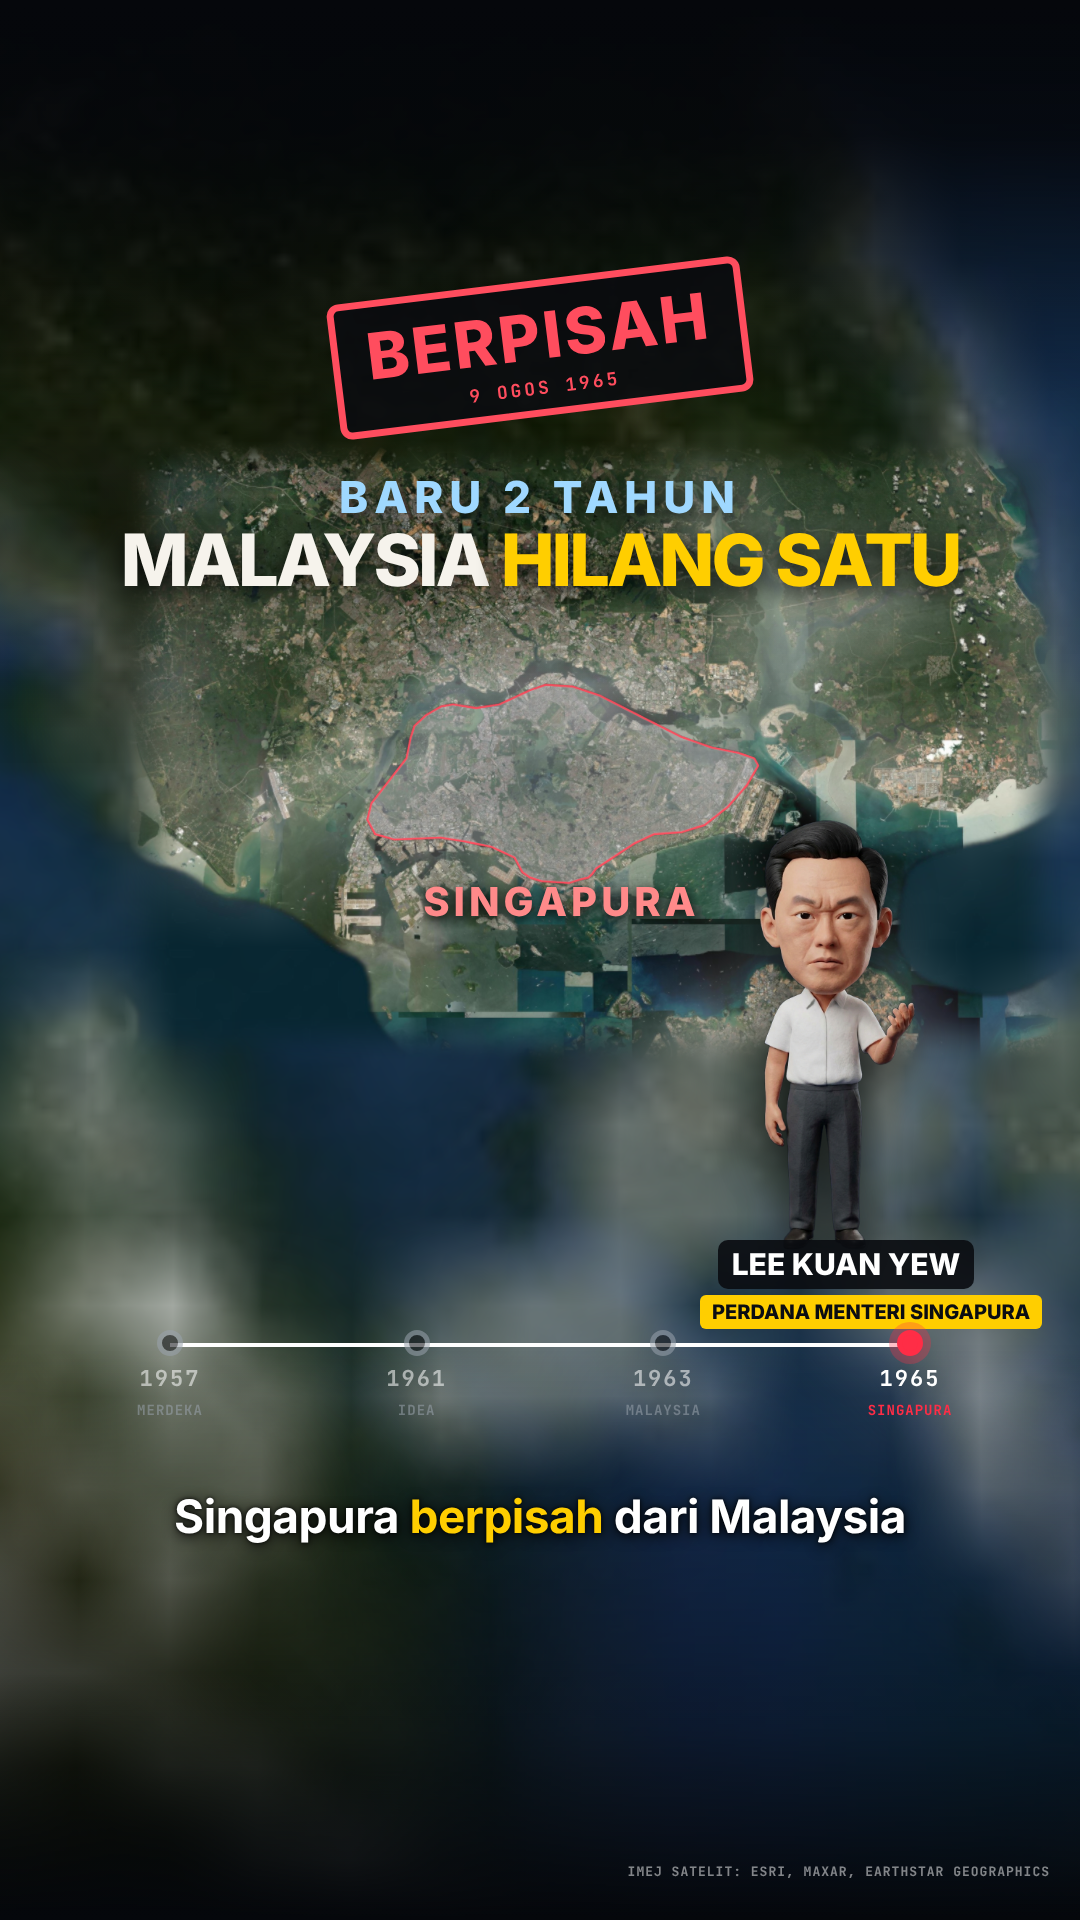 BERPISAH
9 OGOS 1965
BARU 2 TAHUN
MALAYSIA HILANG SATU
SINGAPURA
LEE KUAN YEW
PERDANA MENTERI SINGAPURA
1957 1961 1963 1965
MERDEKA IDEA MALAYSIA SINGAPURA
Singapura berpisah dari Malaysia
IMEJ SATELIT: ESRI, MAXAR, EARTHSTAR GEOGRAPHICS